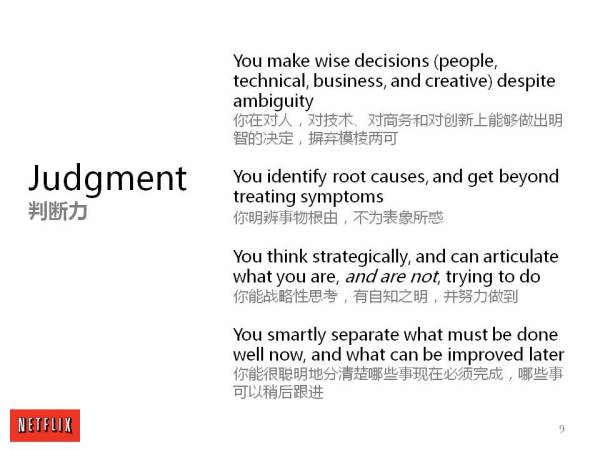 Judgment
判断力
You make wise decisions (people,
technical, business, and creative) despite
ambiguity
你在对人，对技术、对商务和对创新上能够做出明
智的决定，摒弃模棱两可
You identify root causes, and get beyond
treating symptoms
你明辨事物根由，不为表象所惑
You think strategically, and can articulate
what you are, and are not, trying to do
你能战略性思考，有自知之明，并努力做到
You smartly separate what must be done
well now, and what can be improved later
你能很聪明地分清楚哪些事现在必须完成，哪些事
可以稍后跟进
NETFLIX
9